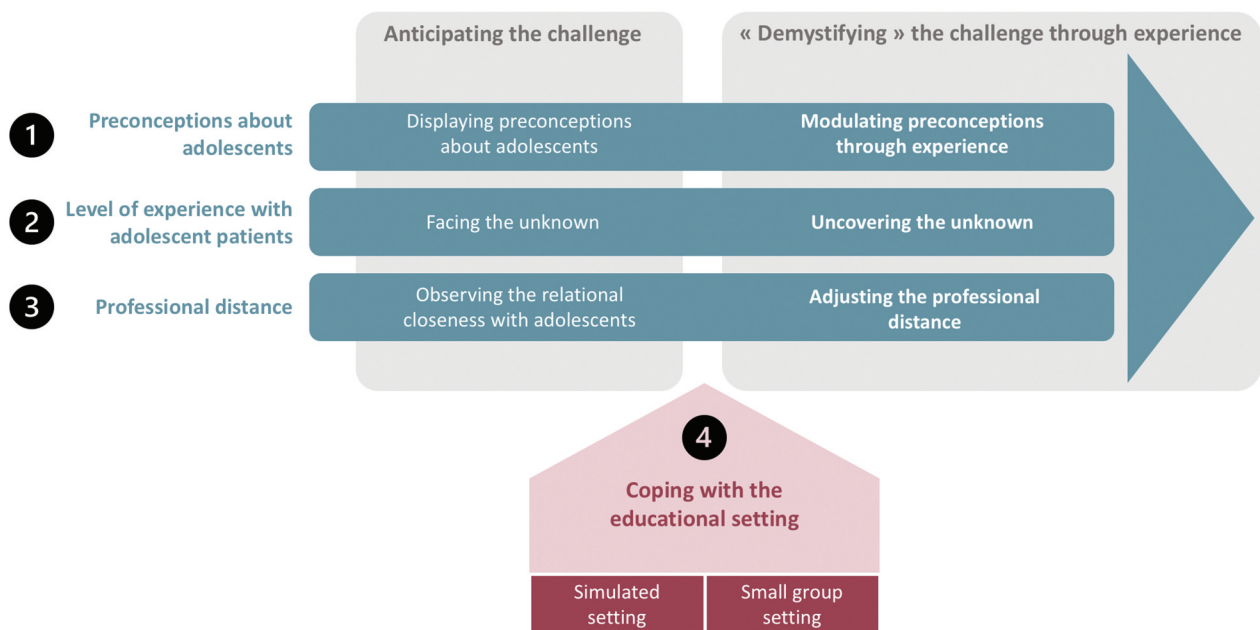 Anticipating the challenge
« Demystifying » the challenge through experience
1
Preconceptions about
adolescents
Displaying preconceptions
about adolescents
Modulating preconceptions
through experience
2
Level of experience with
adolescent patients
Facing the unknown
Uncovering the unknown
3
Professional distance
Observing the relational
closeness with adolescents
Adjusting the professional
distance
4
Coping with the
educational setting
Simulated
setting
Small group
setting